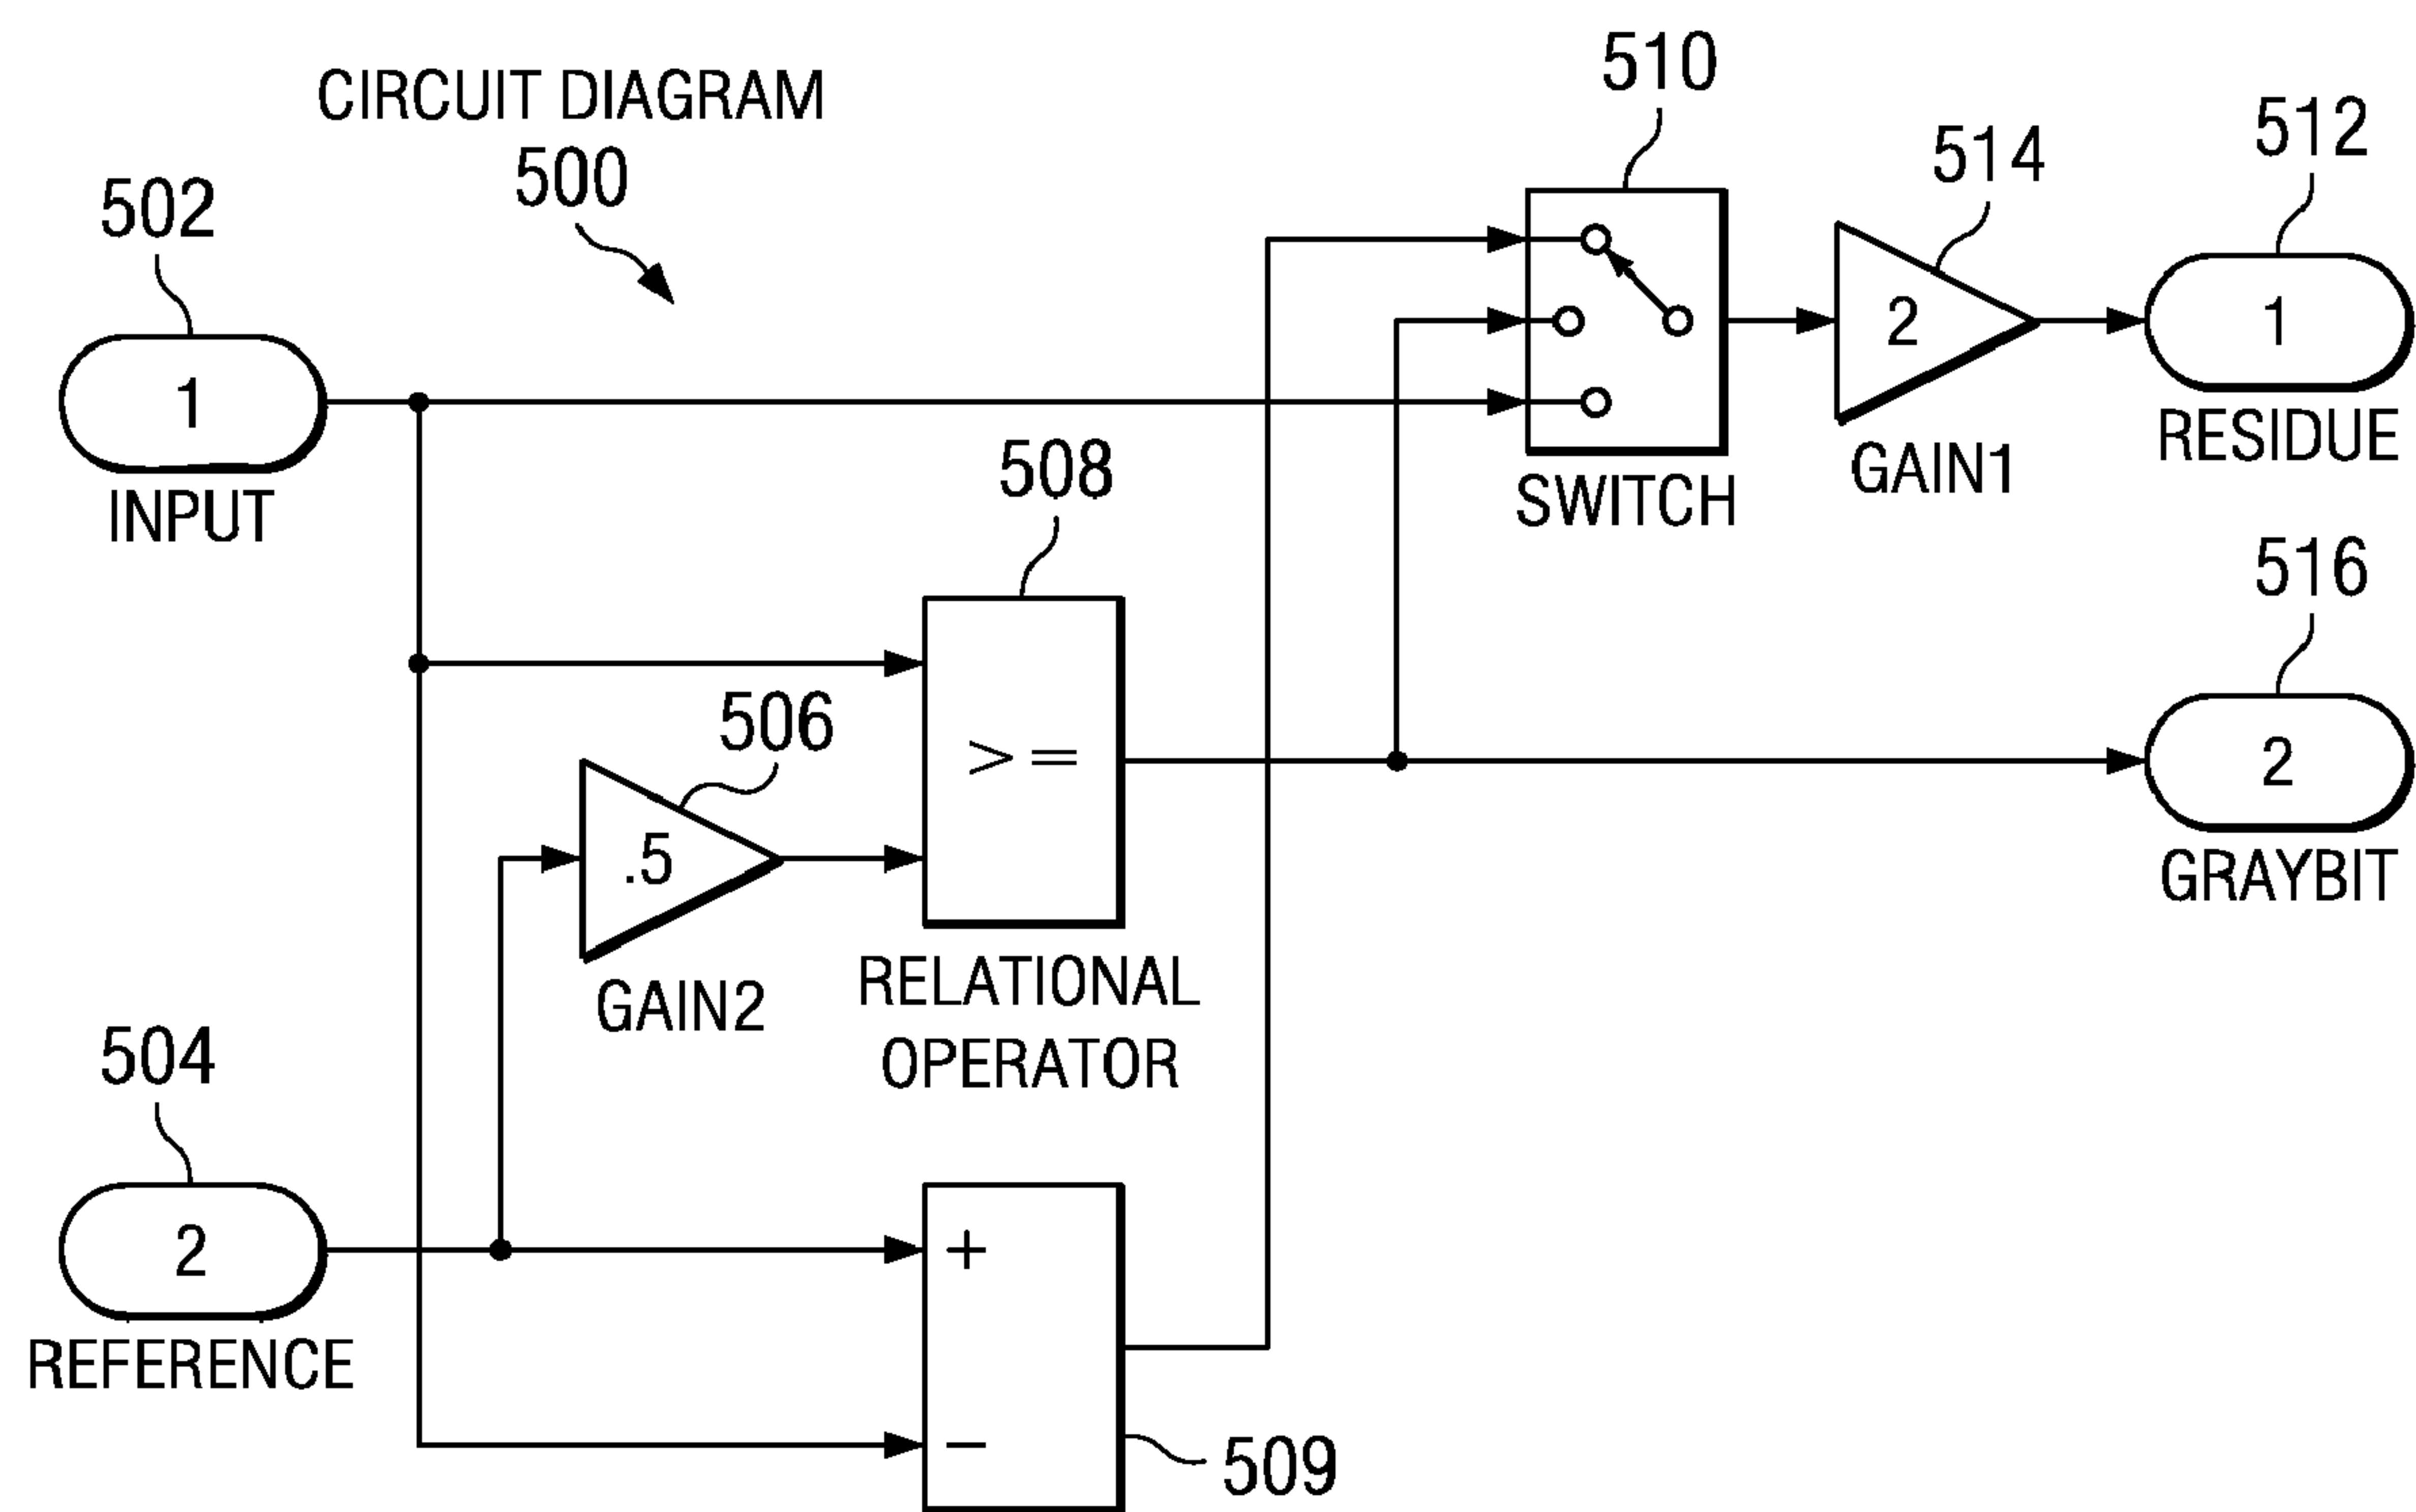 CIRCUIT DIAGRAM
500
502
1
INPUT
510
SWITCH
514
2
GAIN1
512
1
RESIDUE
508
> =
RELATIONAL
OPERATOR
506
.5
GAIN2
516
2
GRAYBIT
504
2
REFERENCE
+
−
509